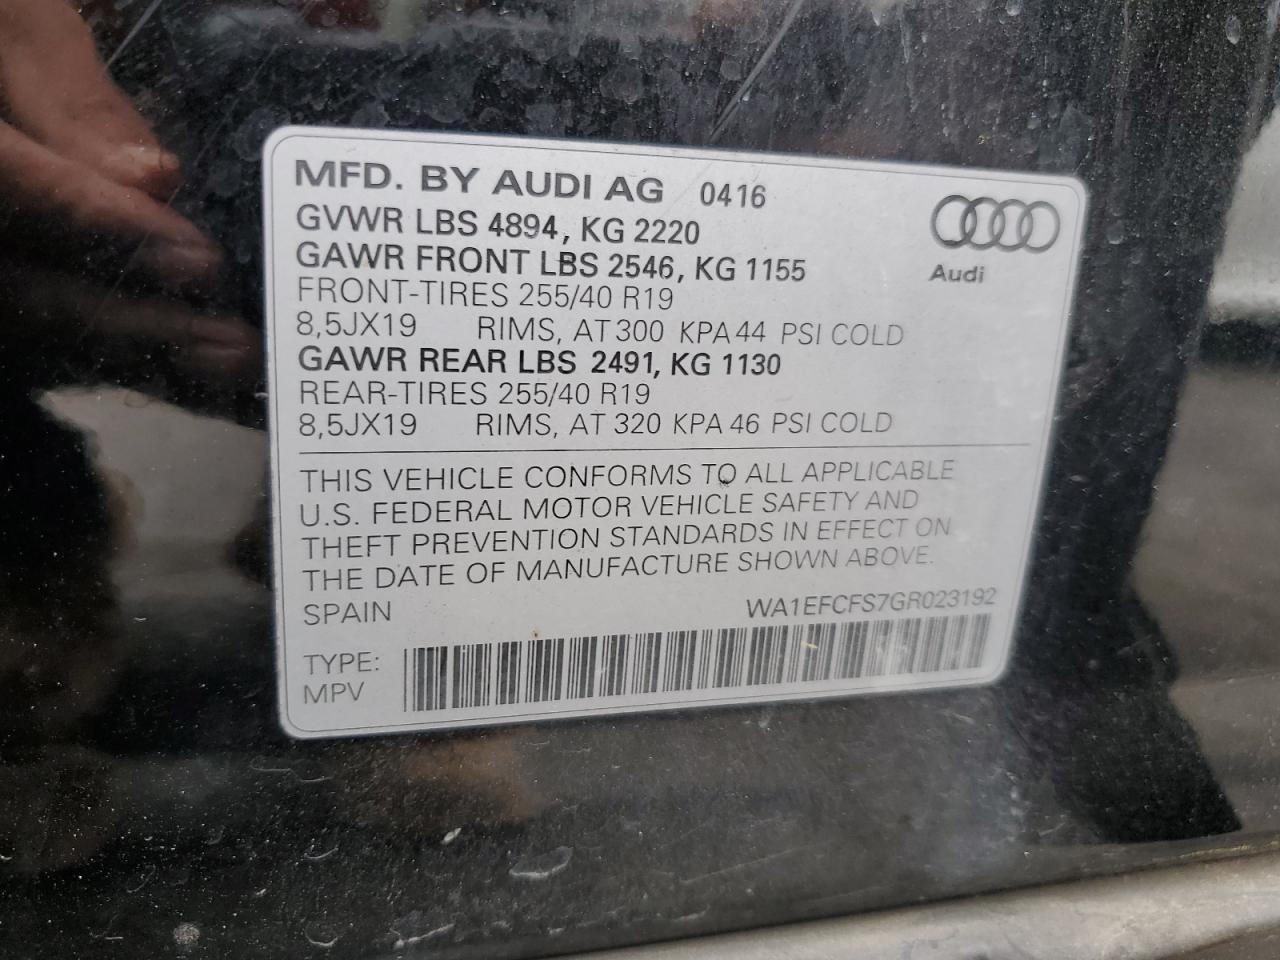 MFD. BY AUDI AG 0416
GVWR LBS 4894, KG 2220
GAWR FRONT LBS 2546, KG 1155
FRONT-TIRES 255/40 R19
8,5JX19 RIMS, AT 300 KPA 44 PSI COLD
GAWR REAR LBS 2491, KG 1130
REAR-TIRES 255/40 R19
8,5JX19 RIMS, AT 320 KPA 46 PSI COLD
Audi
THIS VEHICLE CONFORMS TO ALL APPLICABLE
U.S. FEDERAL MOTOR VEHICLE SAFETY AND
THEFT PREVENTION STANDARDS IN EFFECT ON
THE DATE OF MANUFACTURE SHOWN ABOVE.
SPAIN WA1EFCFS7GR023192
TYPE:
MPV